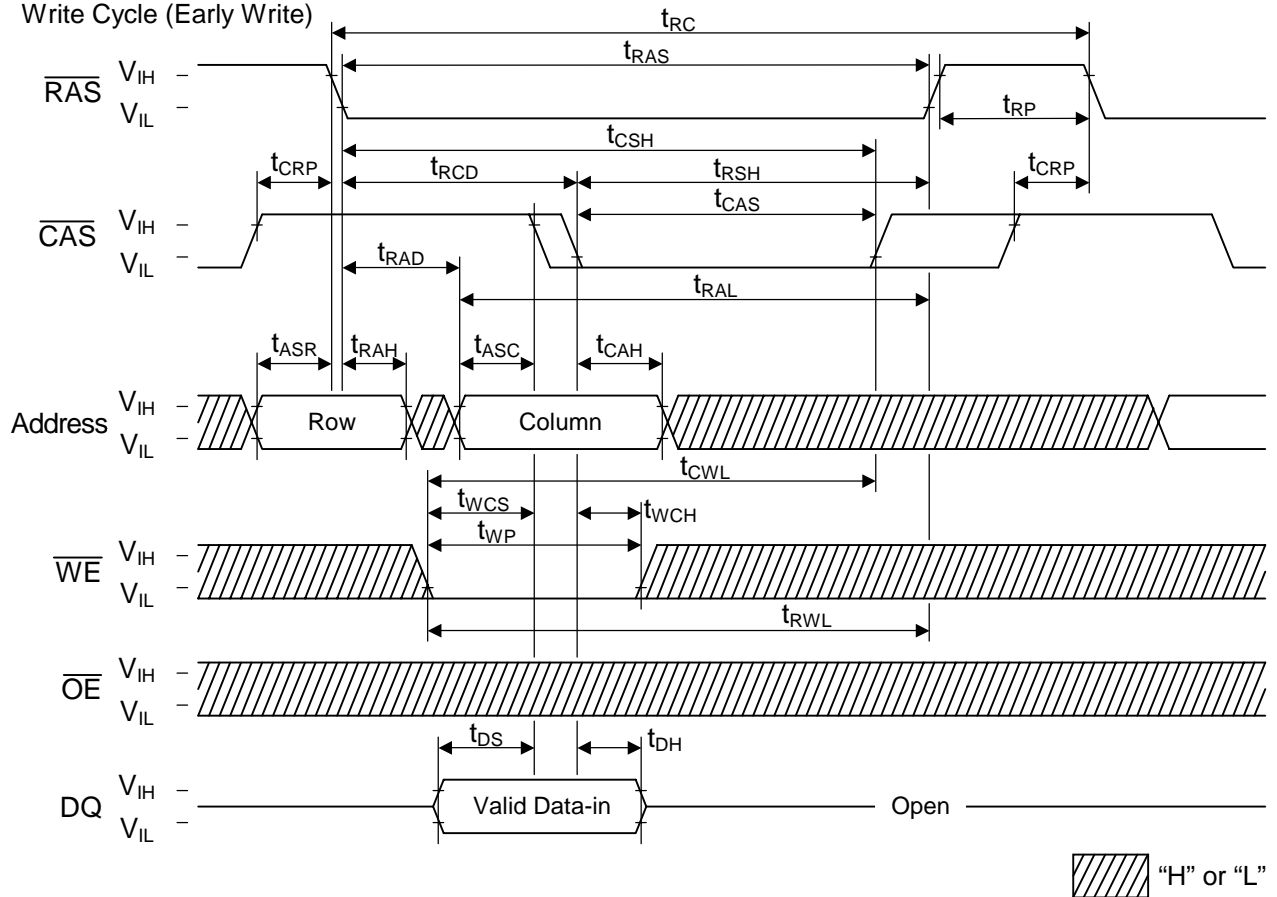 Write Cycle (Early Write)
tRC
tRAS
RAS
VIH
VIL
tRP
tCSH
tCRP
tRCD
tRSH
tCRP
tCAS
CAS
VIH
VIL
tRAD
tRAL
tASR
tRAH
tASC
tCAH
Address
VIH
VIL
Row
Column
tCWL
tWCS
tWCH
tWP
WE
VIH
VIL
tRWL
OE
VIH
VIL
tDS
tDH
DQ
VIH
VIL
Valid Data-in
Open
“H” or “L”